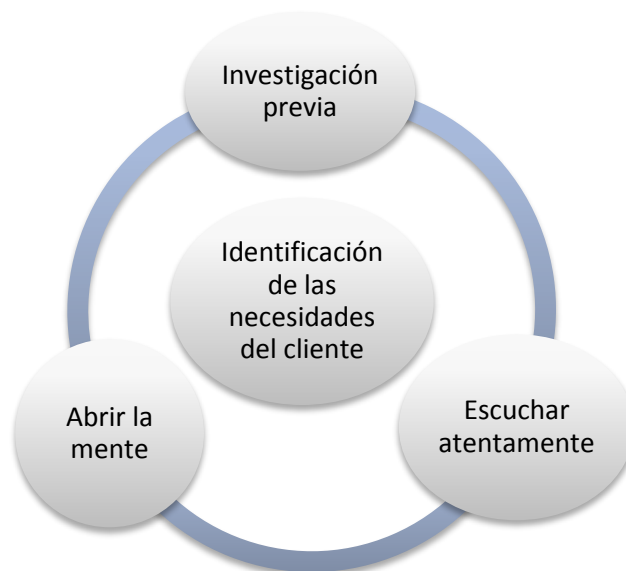 Investigación
previa
Identificación
de las
necesidades
del cliente
Abrir la
mente
Escuchar
atentamente